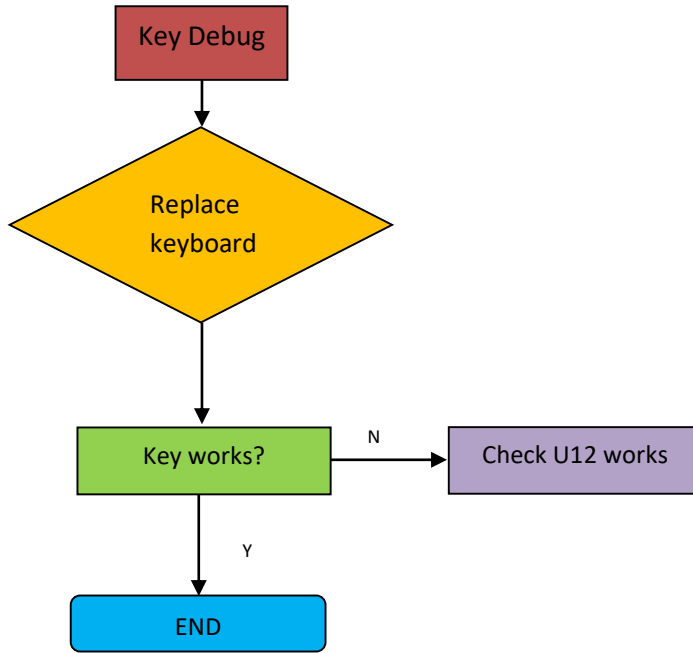 Key Debug
Replace
keyboard
Key works?
N
Check U12 works
Y
END